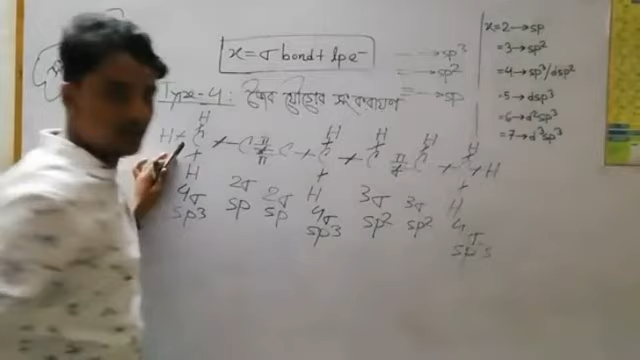 x = σ bond + lp e⁻
— → sp³
= → sp²
≡ → sp
x = 2 → sp
= 3 → sp²
= 4 → sp³/dsp²
= 5 → dsp³
= 6 → d²sp³
= 7 → d³sp³
Type-4: জৈব যৌগের সংকরায়ণ
H H H H
H C C C C C C C H
H H H
4σ 2σ 2σ 4σ 3σ 3σ 4σ
sp3 sp sp sp3 sp² sp² sp3